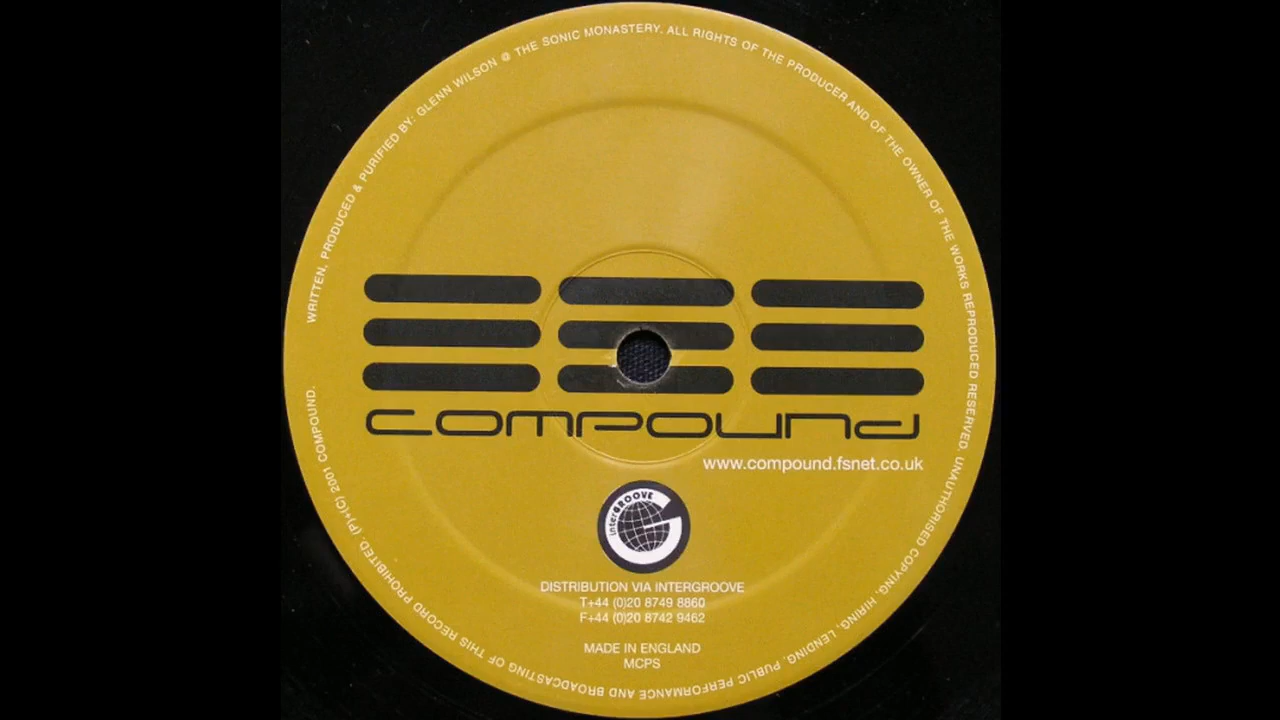 WRITTEN, PRODUCED & PURIFIED BY: GLENN WILSON @ THE SONIC MONASTERY. ALL RIGHTS OF THE PRODUCER AND OF THE OWNER OF THE WORKS REPRODUCED RESERVED. UNAUTHORISED COPYING, HIRING, LENDING, PUBLIC PERFORMANCE AND BROADCASTING OF THIS RECORD PROHIBITED. (P)+(C) 2001 COMPOUND.
compound
www.compound.fsnet.co.uk
interGROOVE
DISTRIBUTION VIA INTERGROOVE
T+44 (0)20 8749 8860
F+44 (0)20 8742 9462
MADE IN ENGLAND
MCPS